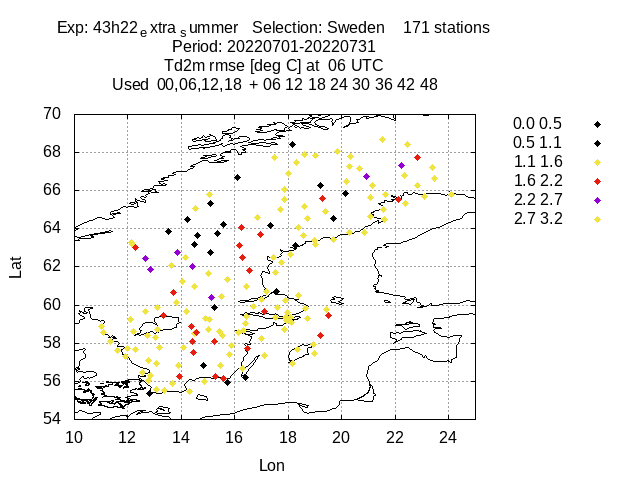 Exp: 43h22 e xtra s ummer Selection: Sweden 171 stations
Period: 20220701-20220731
Td2m rmse [deg C] at 06 UTC
Used 00,06,12,18 + 06 12 18 24 30 36 42 48
70
68
66
64
62
60
58
56
54
Lat
10 12 14 16 18 20 22 24
Lon
0.0 0.5
0.5 1.1
1.1 1.6
1.6 2.2
2.2 2.7
2.7 3.2